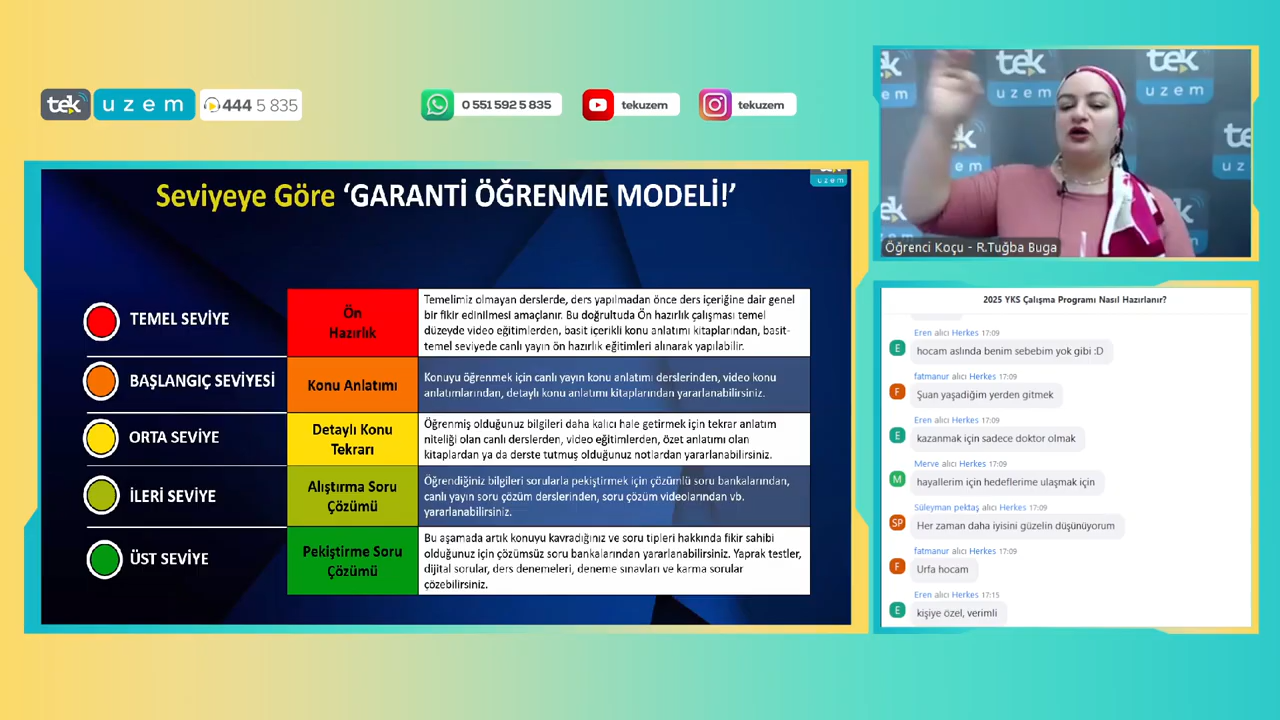 tek uzem 444 5 835
0 551 592 5 835
tekuzem
tekuzem
uzem
Seviyeye Göre ‘GARANTİ ÖĞRENME MODELİ!’
TEMEL SEVİYE
Ön
Hazırlık
Temelimiz olmayan derslerde, ders yapılmadan önce ders içeriğine dair genel
bir fikir edinilmesi amaçlanır. Bu doğrultuda Ön hazırlık çalışması temel
düzeyde video eğitimlerden, basit içerikli konu anlatımı kitaplarından, basit-
temel seviyede canlı yayın ön hazırlık eğitimleri alınarak yapılabilir.
BAŞLANGIÇ SEVİYESİ
Konu Anlatımı
Konuyu öğrenmek için canlı yayın konu anlatımı derslerinden, video konu
anlatımlarından, detaylı konu anlatımı kitaplarından yararlanabilirsiniz.
ORTA SEVİYE
Detaylı Konu
Tekrarı
Öğrenmiş olduğunuz bilgileri daha kalıcı hale getirmek için tekrar anlatım
niteliği olan canlı derslerden, video eğitimlerden, özet anlatımı olan
kitaplardan ya da derste tutmuş olduğunuz notlardan yararlanabilirsiniz.
İLERİ SEVİYE
Alıştırma Soru
Çözümü
Öğrendiğiniz bilgileri sorularla pekiştirmek için çözümlü soru bankalarından,
canlı yayın soru çözüm derslerinden, soru çözüm videolarından vb.
yararlanabilirsiniz.
ÜST SEVİYE
Pekiştirme Soru
Çözümü
Bu aşamada artık konuyu kavradığınız ve soru tipleri hakkında fikir sahibi
olduğunuz için çözümsüz soru bankalarından yararlanabilirsiniz. Yaprak testler,
dijital sorular, ders denemeleri, deneme sınavları ve karma sorular
çözebilirsiniz.
tek uzem
tek uzem
Öğrenci Koçu - R.Tuğba Buga
2025 YKS Çalışma Programı Nasıl Hazırlanır?
Eren alıcı Herkes 17:09
E hocam aslında benim sebebim yok gibi :D
fatmanur alıcı Herkes 17:09
F Şuan yaşadiğim yerden gitmek
Eren alıcı Herkes 17:09
E kazanmak için sadece doktor olmak
Merve alıcı Herkes 17:09
M hayallerim için hedeflerime ulaşmak için
Süleyman pektaş alıcı Herkes 17:09
SP Her zaman daha iyisini güzelin düşünüyorum
fatmanur alıcı Herkes 17:09
F Urfa hocam
Eren alıcı Herkes 17:15
E kişiye özel, verimli